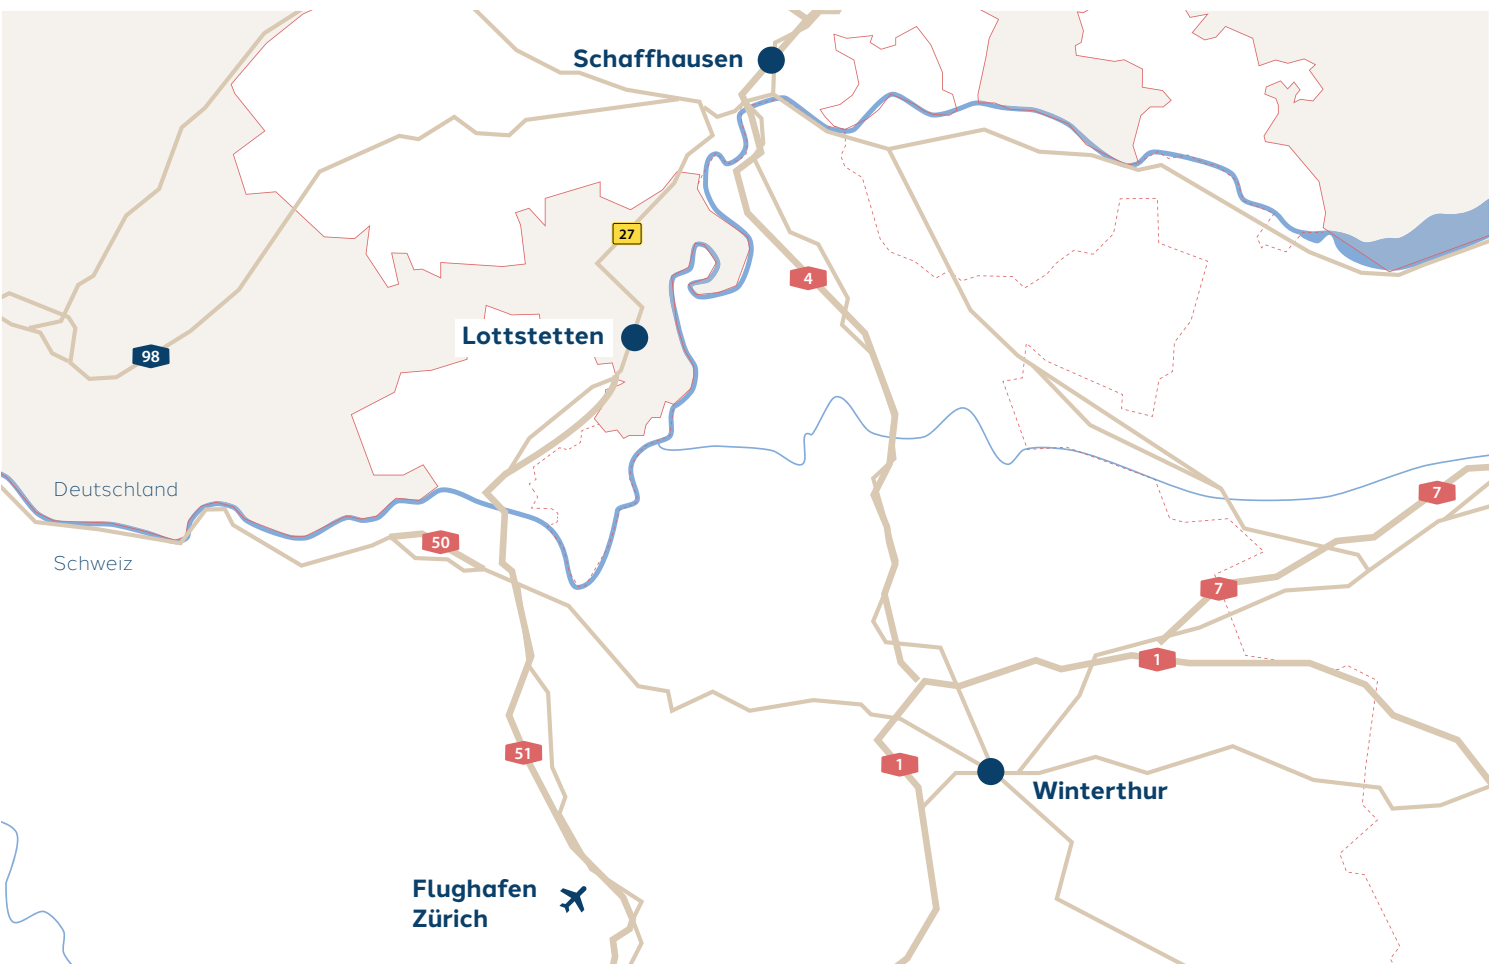 Schaffhausen
27
4
Lottstetten
98
Deutschland
7
50
Schweiz
7
1
51
1
Winterthur
Flughafen
Zürich